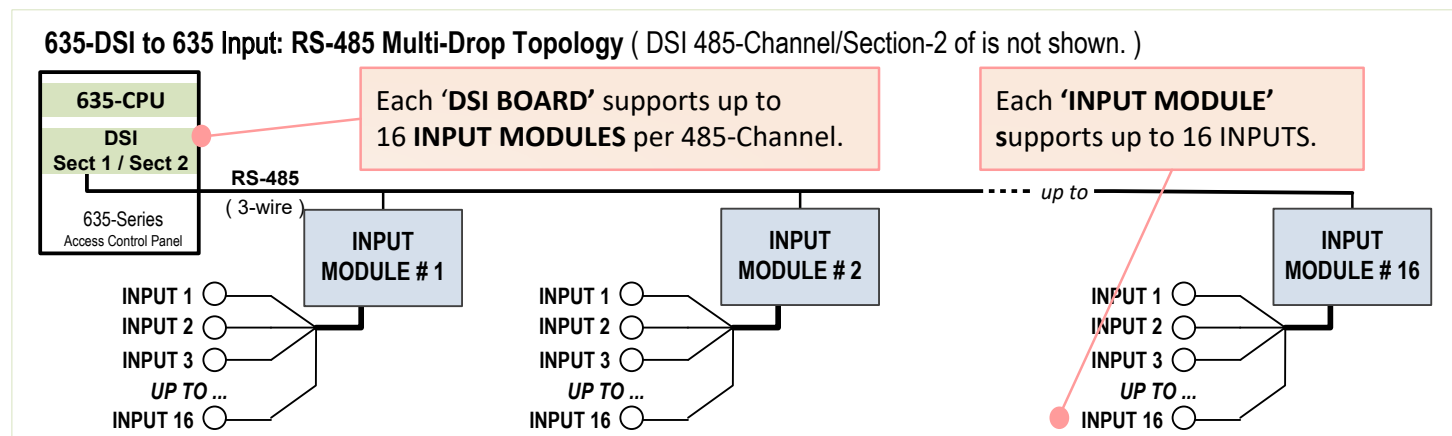 635-DSI to 635 Input: RS-485 Multi-Drop Topology ( DSI 485-Channel/Section-2 of is not shown. )
635-CPU
DSI
Sect 1 / Sect 2
635-Series
Access Control Panel
Each ‘DSI BOARD’ supports up to
16 INPUT MODULES per 485-Channel.
Each ‘INPUT MODULE’
supports up to 16 INPUTS.
RS-485
( 3-wire )
up to
INPUT
MODULE # 1
INPUT 1
INPUT 2
INPUT 3
UP TO ...
INPUT 16
INPUT
MODULE # 2
INPUT 1
INPUT 2
INPUT 3
UP TO ...
INPUT 16
INPUT
MODULE # 16
INPUT 1
INPUT 2
INPUT 3
UP TO ...
INPUT 16